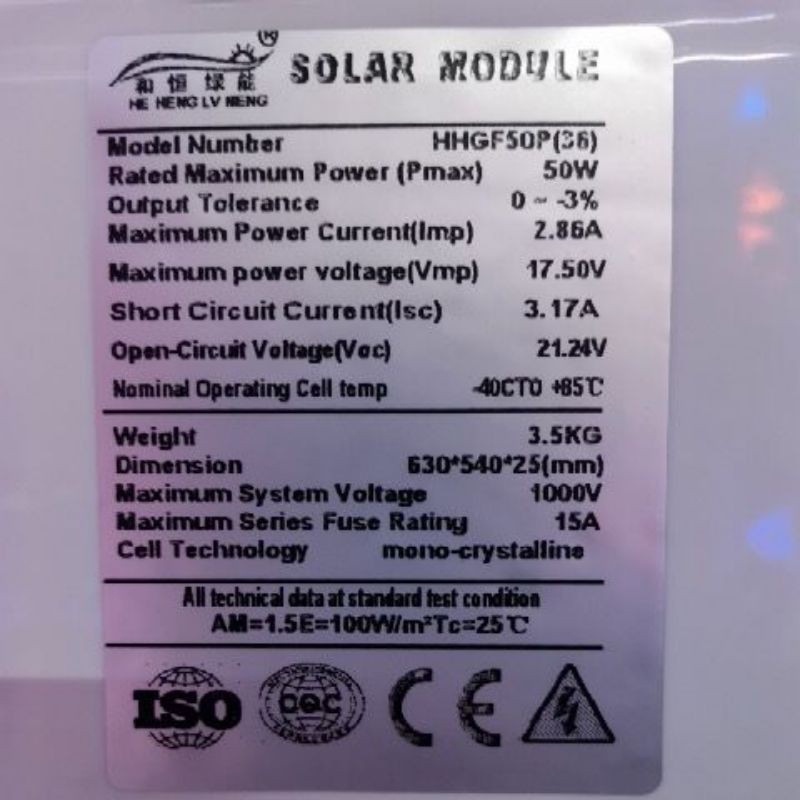 和恒绿能
HE HENG LV NENG
SOLAR MODULE
Model Number HHGF50P(36)
Rated Maximum Power (Pmax) 50W
Output Tolerance 0 ~ -3%
Maximum Power Current(Imp) 2.86A
Maximum power voltage(Vmp) 17.50V
Short Circuit Current(Isc) 3.17A
Open-Circuit Voltage(Voc) 21.24V
Nominal Operating Cell temp -40CTO +85℃
Weight 3.5KG
Dimension 630*540*25(mm)
Maximum System Voltage 1000V
Maximum Series Fuse Rating 15A
Cell Technology mono-crystalline
All technical data at standard test condition
AM=1.5E=100W/m²Tc=25℃
ISO
CE